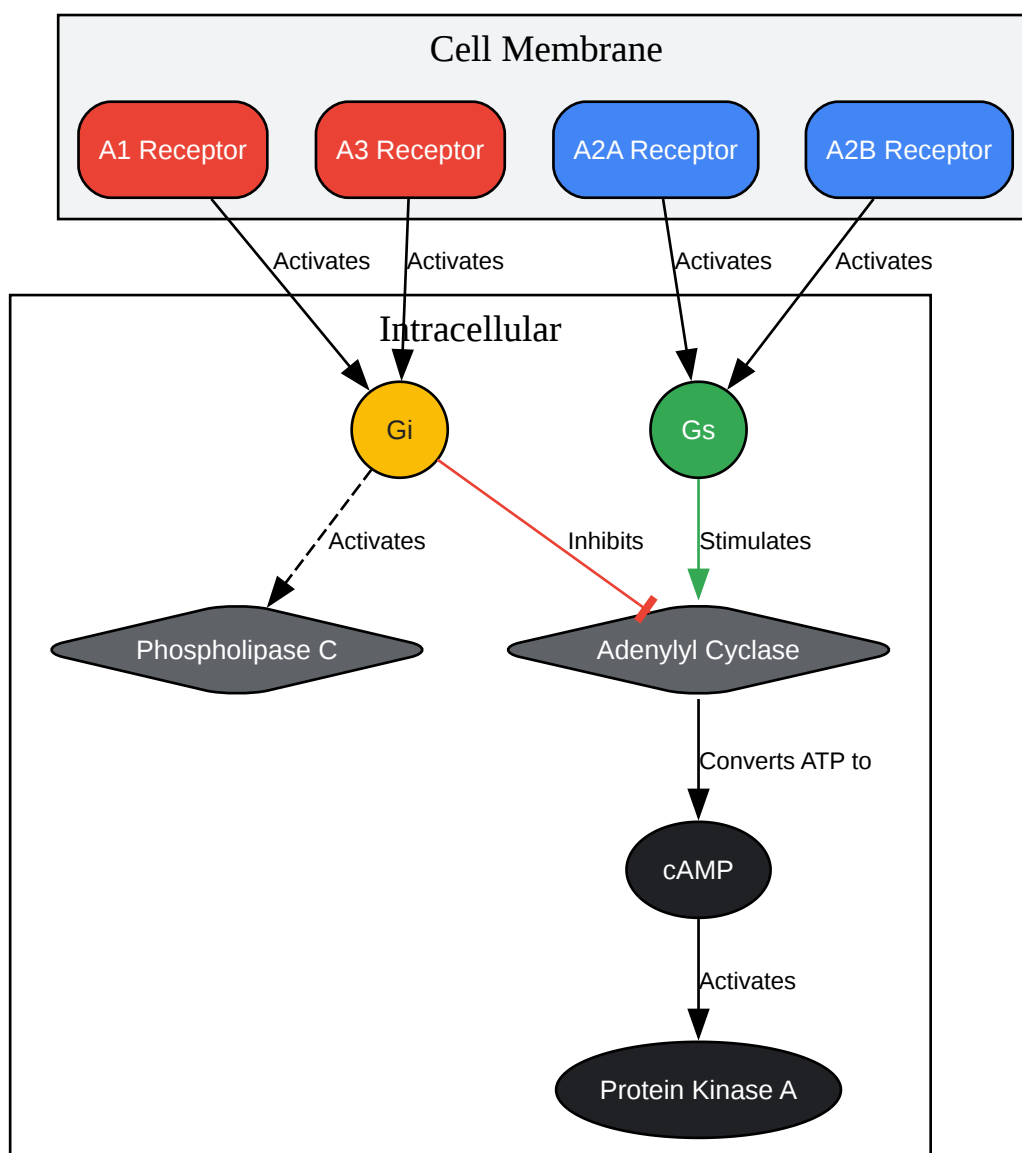 Cell Membrane
A1 Receptor
A3 Receptor
A2A Receptor
A2B Receptor
Activates
Activates
Activates
Activates
Intracellular
Gi
Gs
Activates
Inhibits
Stimulates
Phospholipase C
Adenylyl Cyclase
Converts ATP to
cAMP
Activates
Protein Kinase A